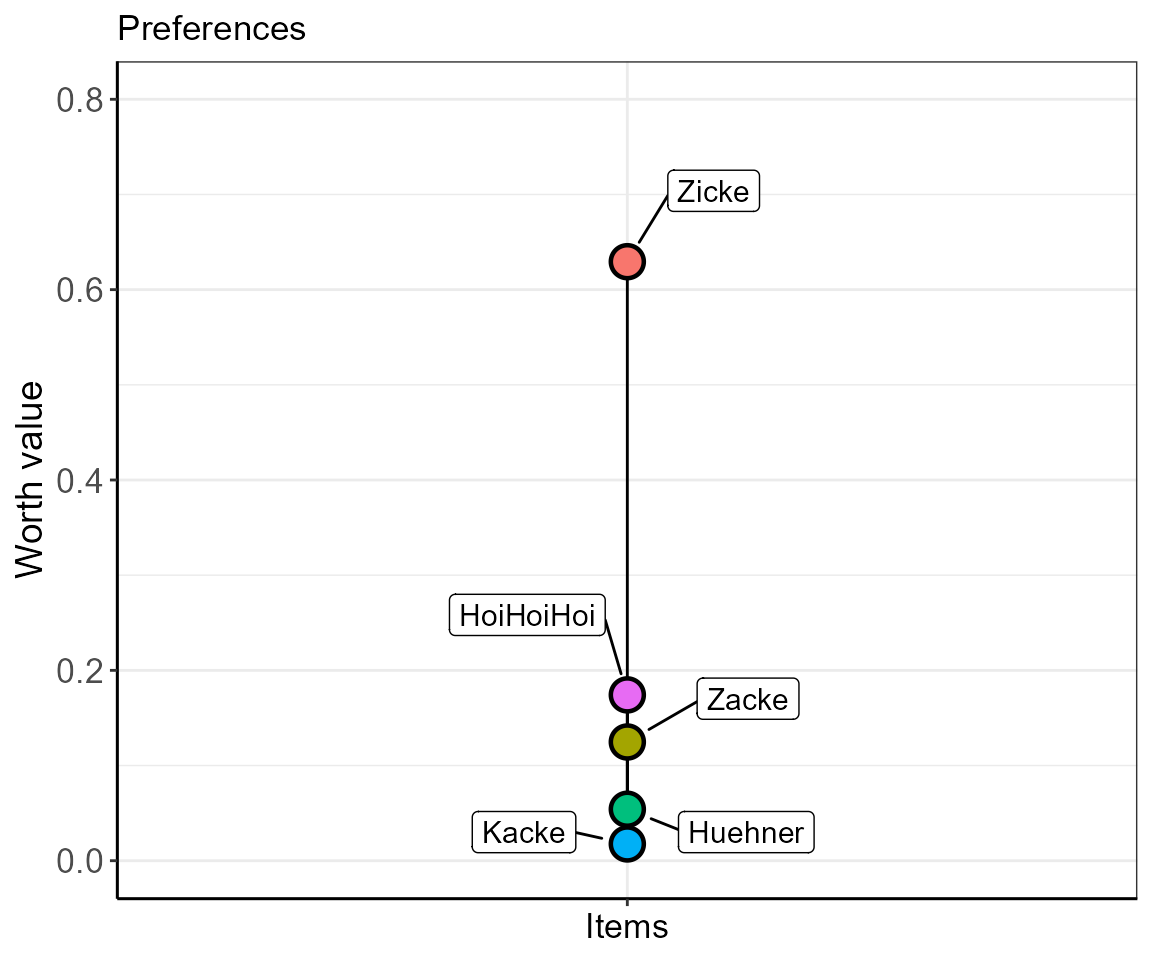 Preferences
0.8
Zicke
0.6
Worth value
0.4
HoiHoiHoi
0.2
Zacke
Kacke
Huehner
0.0
Items